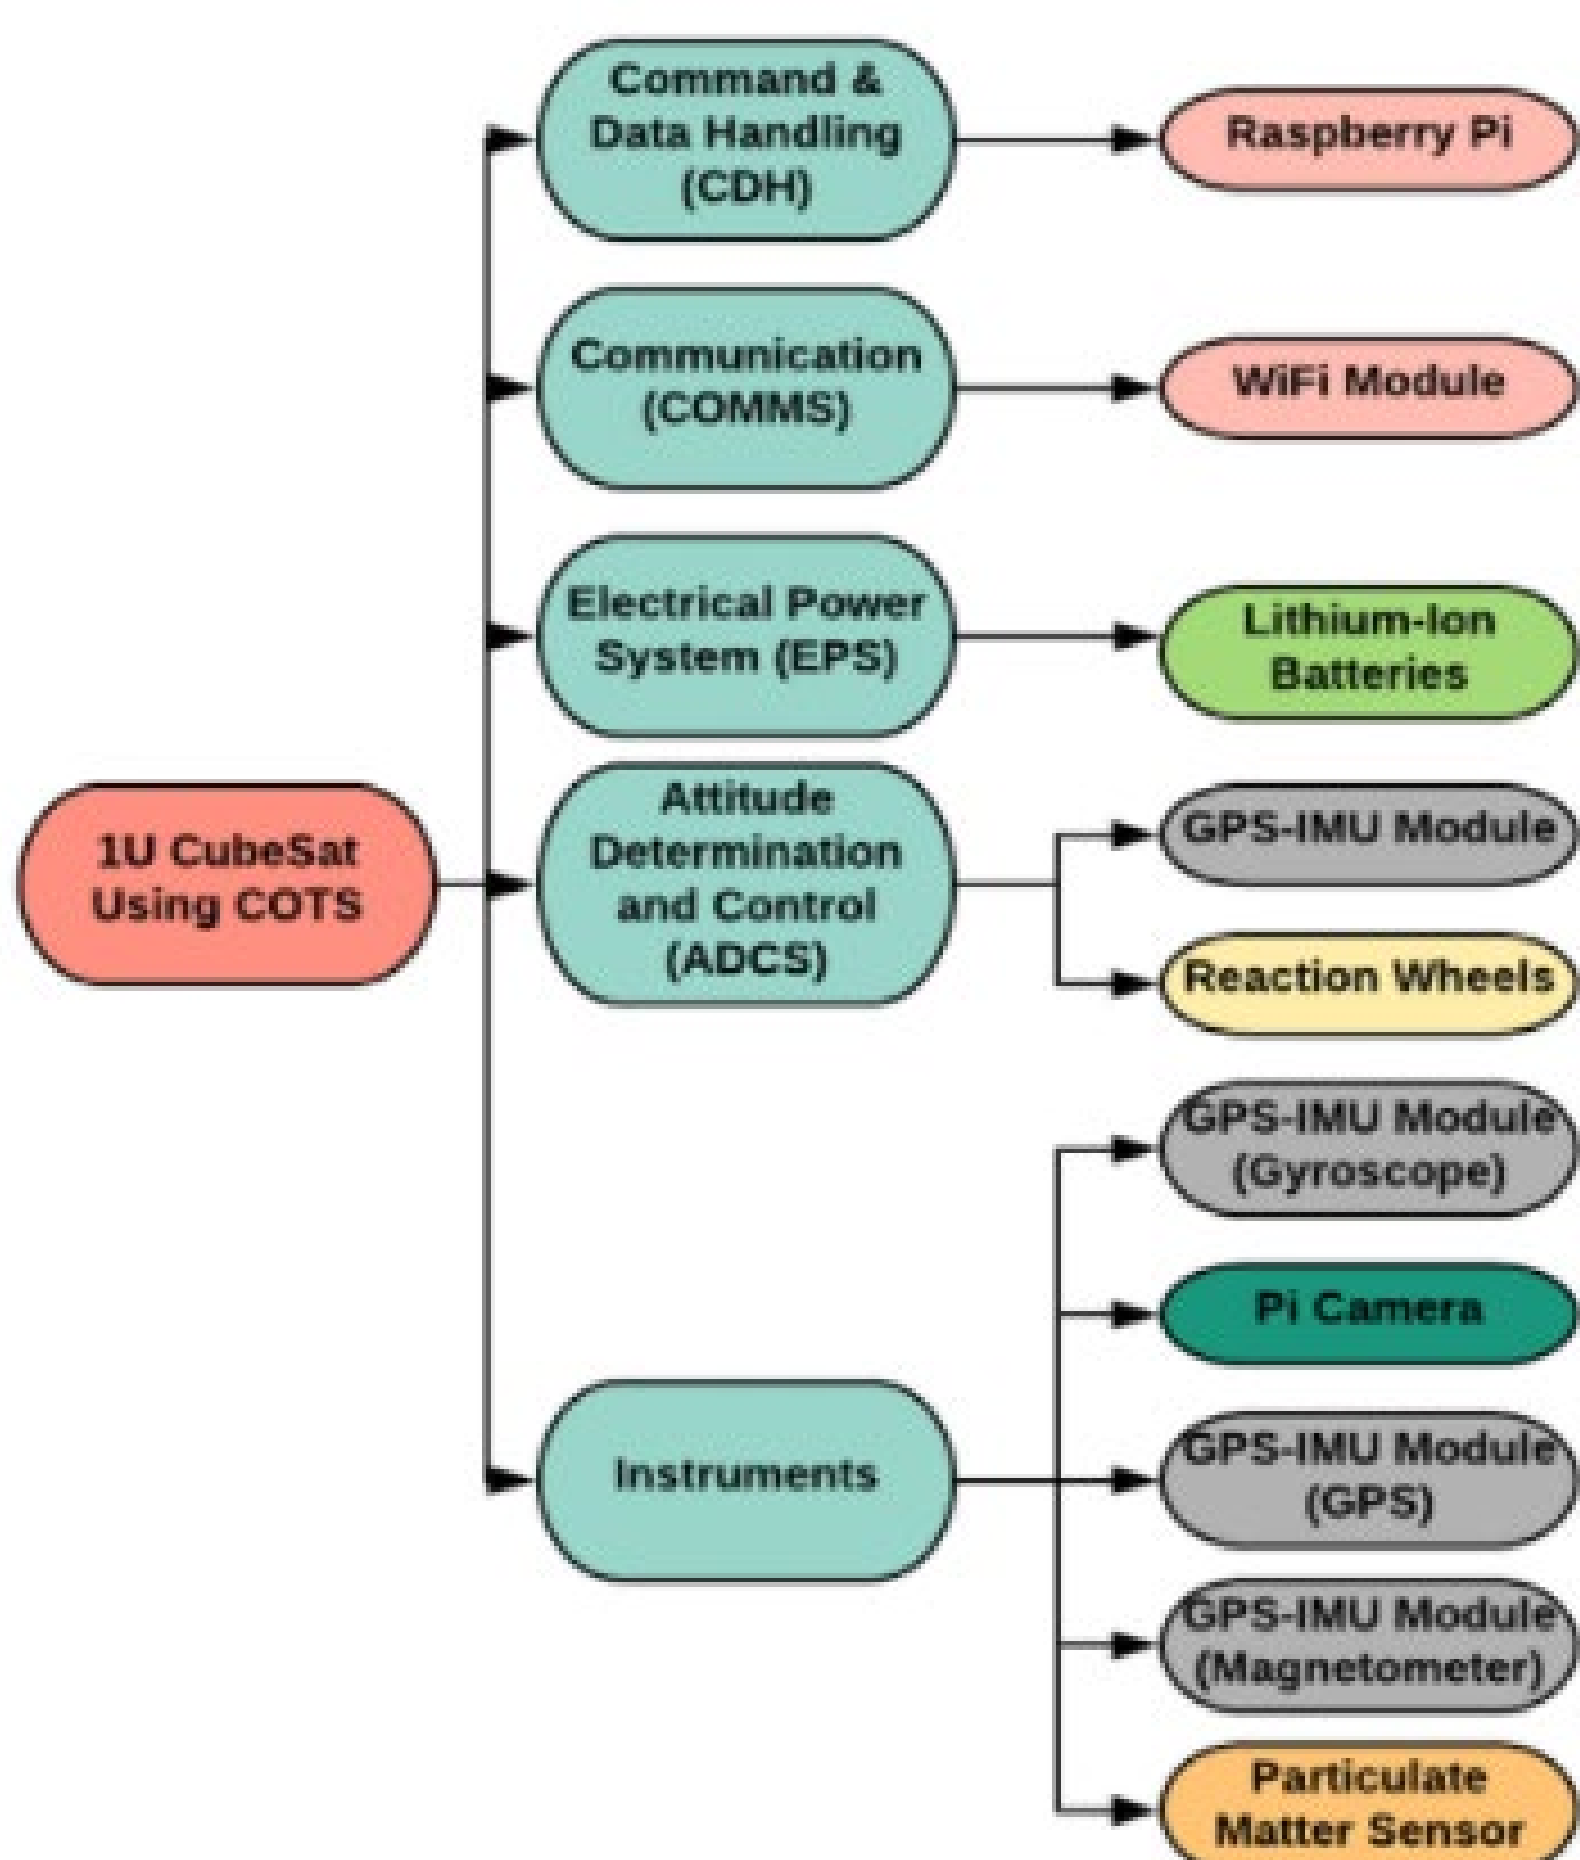 Command &
Data Handling
(CDH)
Raspberry Pi
Communication
(COMMS)
WiFi Module
Electrical Power
System (EPS)
Lithium-Ion
Batteries
1U CubeSat
Using COTS
Attitude
Determination
and Control
(ADCS)
GPS-IMU Module
Reaction Wheels
Instruments
GPS-IMU Module
(Gyroscope)
Pi Camera
GPS-IMU Module
(GPS)
GPS-IMU Module
(Magnetometer)
Particulate
Matter Sensor